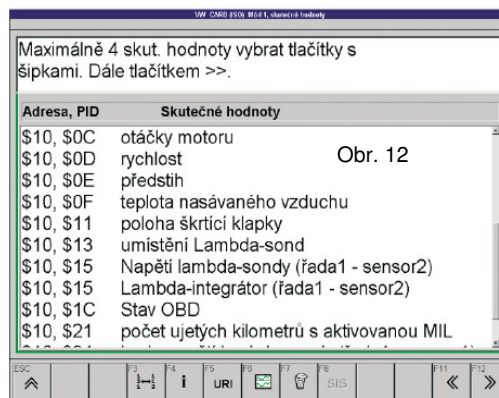 VW CARB (ISO) Mód 1, skutečné hodnoty
Maximálně 4 skut. hodnoty vybrat tlačítky s
šipkami. Dále tlačítkem >>.
Adresa, PID Skutečné hodnoty
$10, $0C otáčky motoru
$10, $0D rychlost
Obr. 12
$10, $0E předstih
$10, $0F teplota nasávaného vzduchu
$10, $11 poloha škrtící klapky
$10, $13 umístění Lambda-sond
$10, $15 Napětí lambda-sondy (řada1 - sensor2)
$10, $15 Lambda-integrátor (řada1 - sensor2)
$10, $1C Stav OBD
$10, $21 počet ujetých kilometrů s aktivovanou MIL
ESC F3 F4 F5 F6 F7 F8 F11 F12
i URI SIS « »